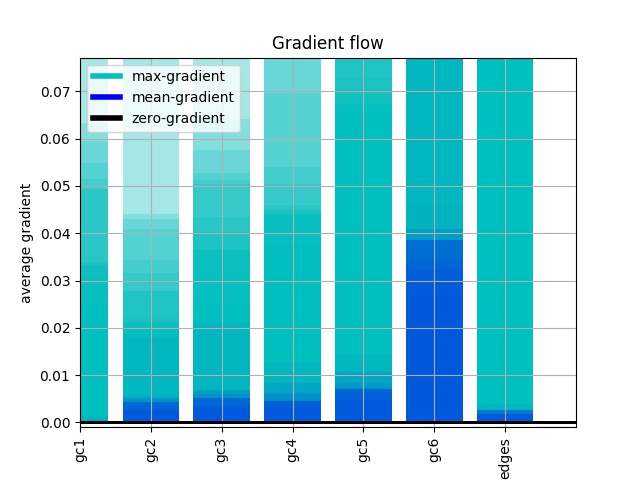 Gradient flow
max-gradient
mean-gradient
zero-gradient
average gradient
0.07
0.06
0.05
0.04
0.03
0.02
0.01
0.00
gc1
gc2
gc3
gc4
gc5
gc6
edges